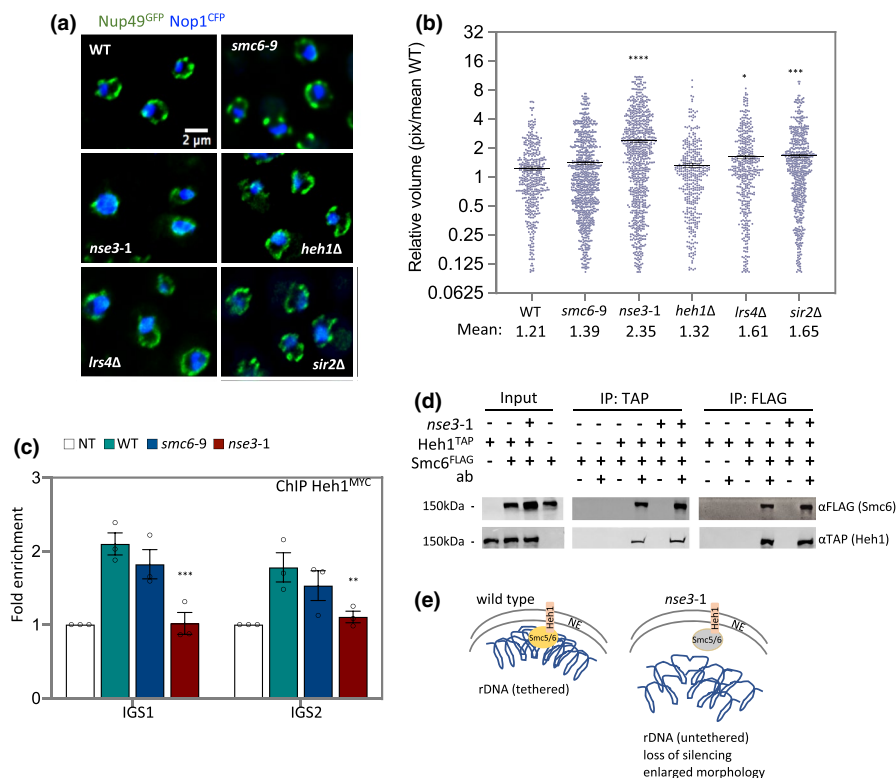 (a)
Nup49GFP Nop1CFP
WT
smc6-9
2 µm
nse3-1
heh1Δ
lrs4Δ
sir2Δ
(b)
Relative volume (pix/mean WT)
32
16
8
4
2
1
0.5
0.25
0.125
0.0625
****
*
***
WT smc6-9 nse3-1 heh1Δ lrs4Δ sir2Δ
Mean: 1.21 1.39 2.35 1.32 1.61 1.65
(c)
NT WT smc6-9 nse3-1
ChIP Heh1MYC
Fold enrichment
3
2
1
0
***
**
IGS1 IGS2
(d)
Input IP: TAP IP: FLAG
nse3-1 - - + - - - - - + + - - - - + +
Heh1TAP + + + - - - + + + + + + + + + +
Smc6FLAG - + + + + + + + + + - - + + + +
ab - + - + - + - + - + - +
150kDa - αFLAG (Smc6)
150kDa - αTAP (Heh1)
(e)
wild type
Heh1
NE
Smc5/6
rDNA (tethered)
nse3-1
Heh1
NE
Smc5/6
rDNA (untethered)
loss of silencing
enlarged morphology